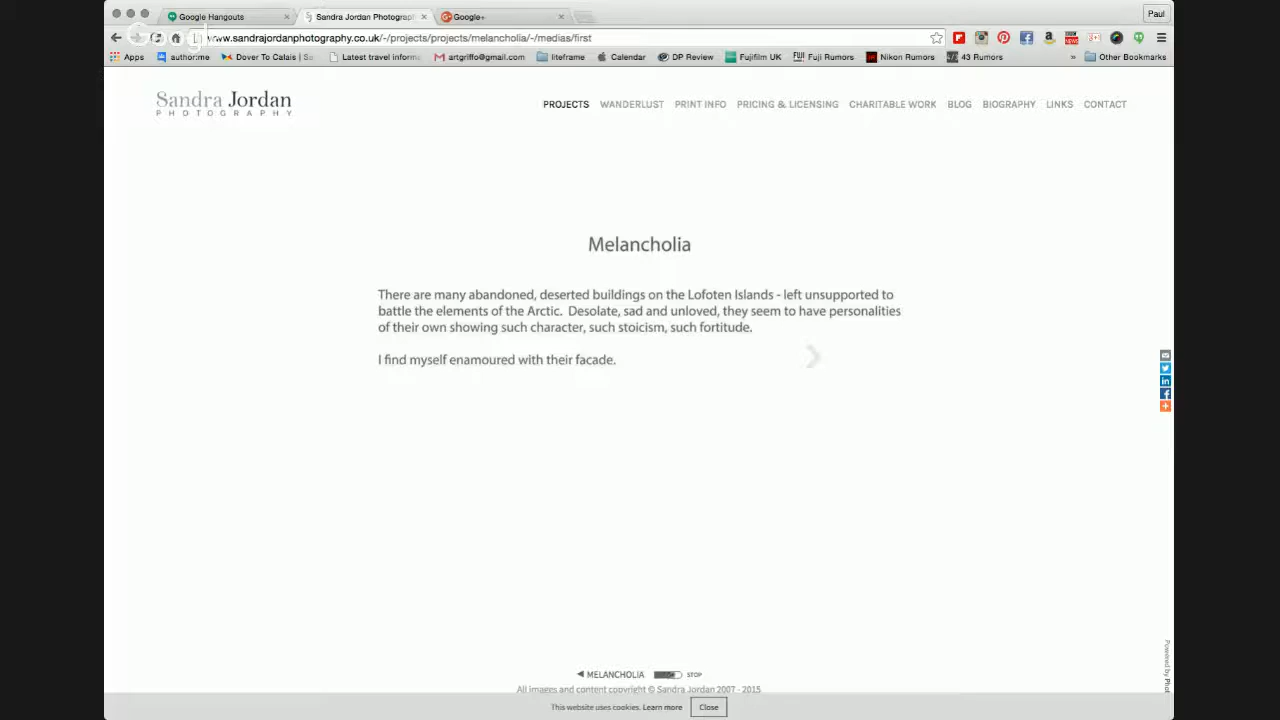 Google Hangouts
Sandra Jordan Photograp
Google+
Paul
www.sandrajordanphotography.co.uk/-/projects/projects/melancholia/-/medias/first
Apps
author:me
Dover To Calais | Sc
Latest travel informa
artgriffo@gmail.com
liteframe
Calendar
DP Review
Fujifilm UK
Fuji Rumors
Nikon Rumors
43 Rumors
»
Other Bookmarks
Sandra Jordan
PHOTOGRAPHY
PROJECTS WANDERLUST PRINT INFO PRICING & LICENSING CHARITABLE WORK BLOG BIOGRAPHY LINKS CONTACT
Melancholia
There are many abandoned, deserted buildings on the Lofoten Islands - left unsupported to
battle the elements of the Arctic. Desolate, sad and unloved, they seem to have personalities
of their own showing such character, such stoicism, such fortitude.
I find myself enamoured with their facade.
MELANCHOLIA
STOP
All images and content copyright © Sandra Jordan 2007 - 2015
Powered by
This website uses cookies. Learn more
Close